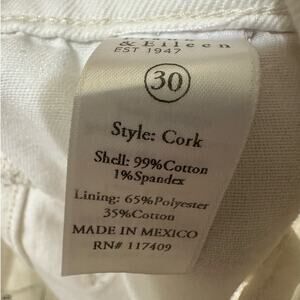 & Eileen
EST 1947
30
Style: Cork
Shell: 99%Cotton
1%Spandex
Lining: 65%Polyester
35%Cotton
MADE IN MEXICO
RN# 117409